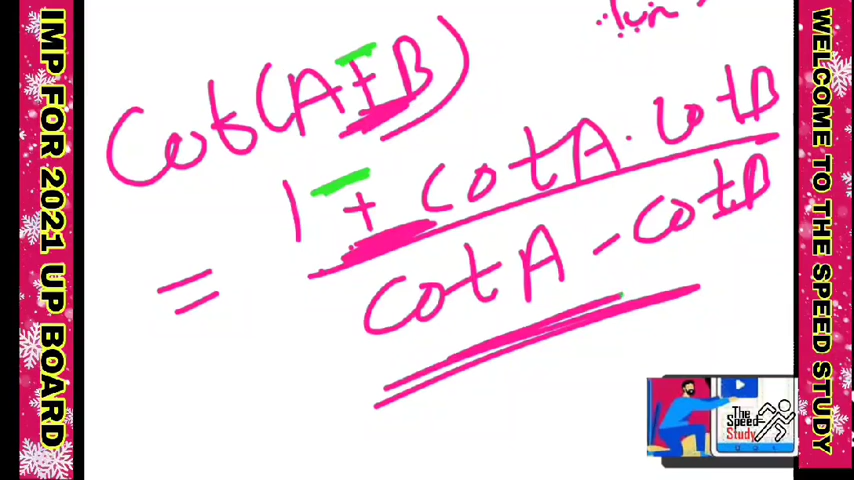 IMP FOR 2021 UP BOARD
Cot(A∓B)
= 1 ∓ CotA · CotB
CotA - CotB
The
Speed
Study
WELCOME TO THE SPEED STUDY